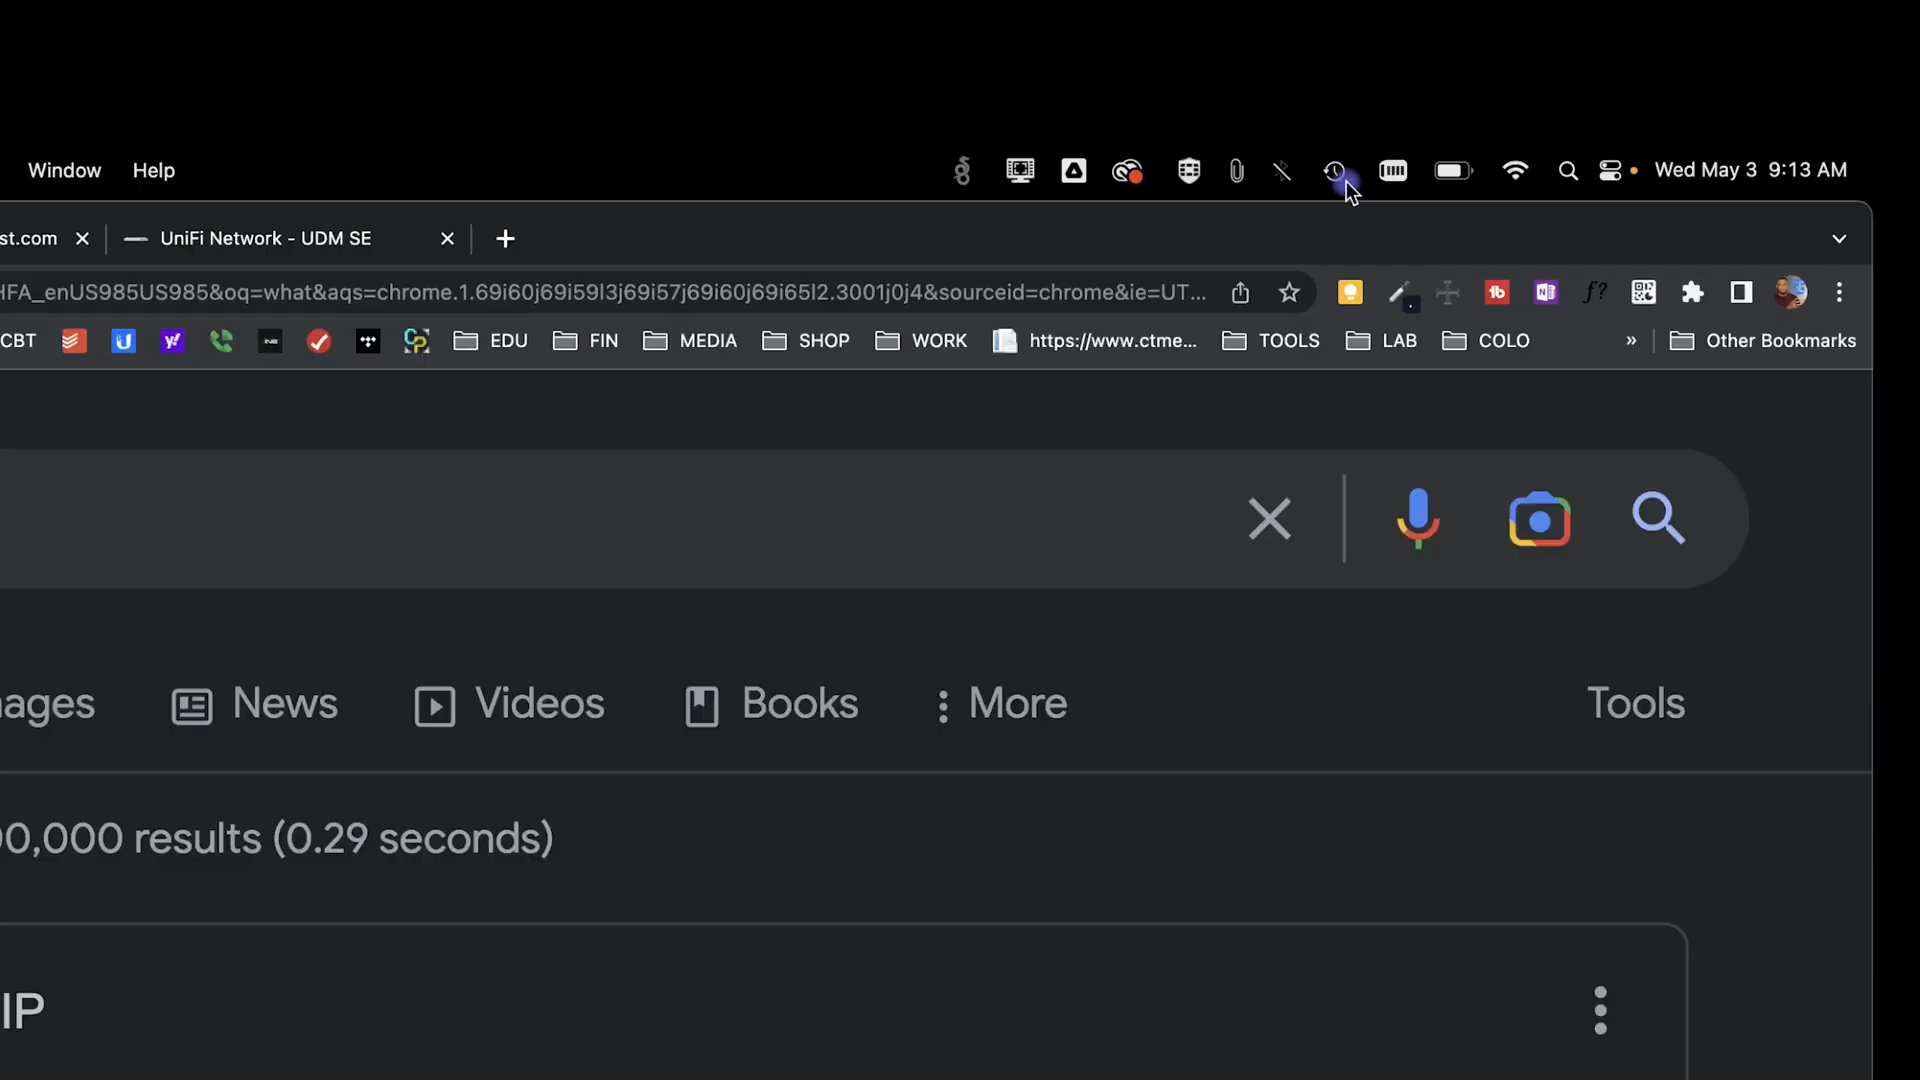 Window Help Wed May 3 9:13 AM
st.com UniFi Network - UDM SE
HFA_enUS985US985&oq=what&aqs=chrome.1.69i60j69i59l3j69i57j69i60j69i65l2.3001j0j4&sourceid=chrome&ie=UT...
CBT EDU FIN MEDIA SHOP WORK https://www.ctme... TOOLS LAB COLO » Other Bookmarks
ages News Videos Books More Tools
00,000 results (0.29 seconds)
IP